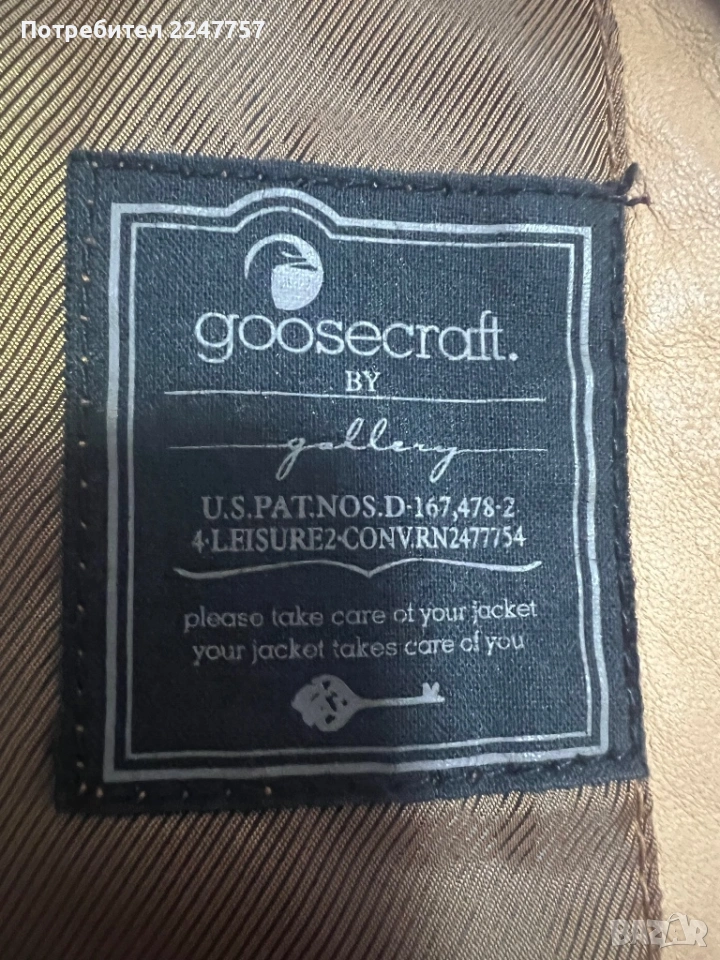 Потребител 2247757
goosecraft.
BY
gallery
U.S.PAT.NOS.D-167,478-2
4·LEISURE2·CONV.RN2477754
please take care of your jacket
your jacket takes care of you
BAZAR